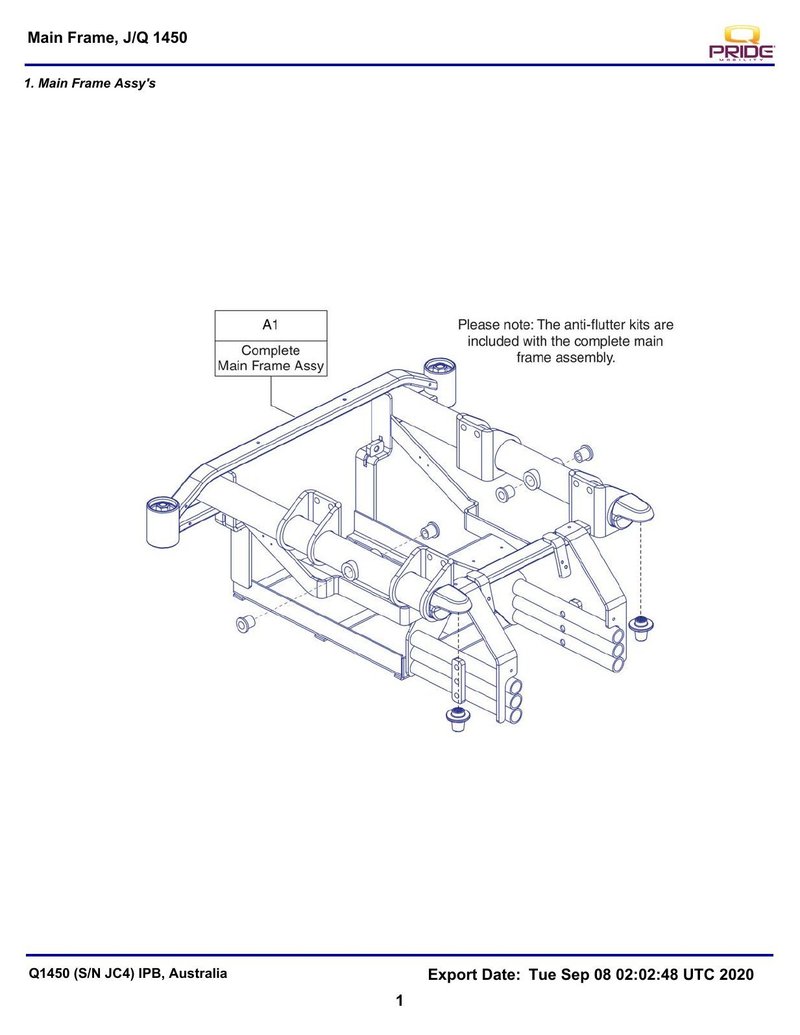 Main Frame, J/Q 1450
Q
PRIDE
MOBILITY
1. Main Frame Assy's
A1
Complete
Main Frame Assy
Please note: The anti-flutter kits are
included with the complete main
frame assembly.
Q1450 (S/N JC4) IPB, Australia
Export Date: Tue Sep 08 02:02:48 UTC 2020
1